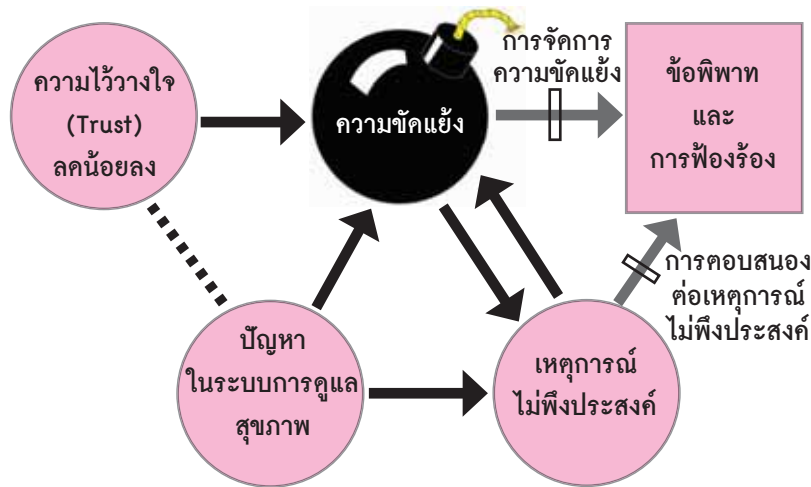 ความไว้วางใจ
(Trust)
ลดน้อยลง
ความขัดแย้ง
การจัดการ
ความขัดแย้ง
ข้อพิพาท
และ
การฟ้องร้อง
การตอบสนอง
ต่อเหตุการณ์
ไม่พึงประสงค์
ปัญหา
ในระบบการดูแล
สุขภาพ
เหตุการณ์
ไม่พึงประสงค์